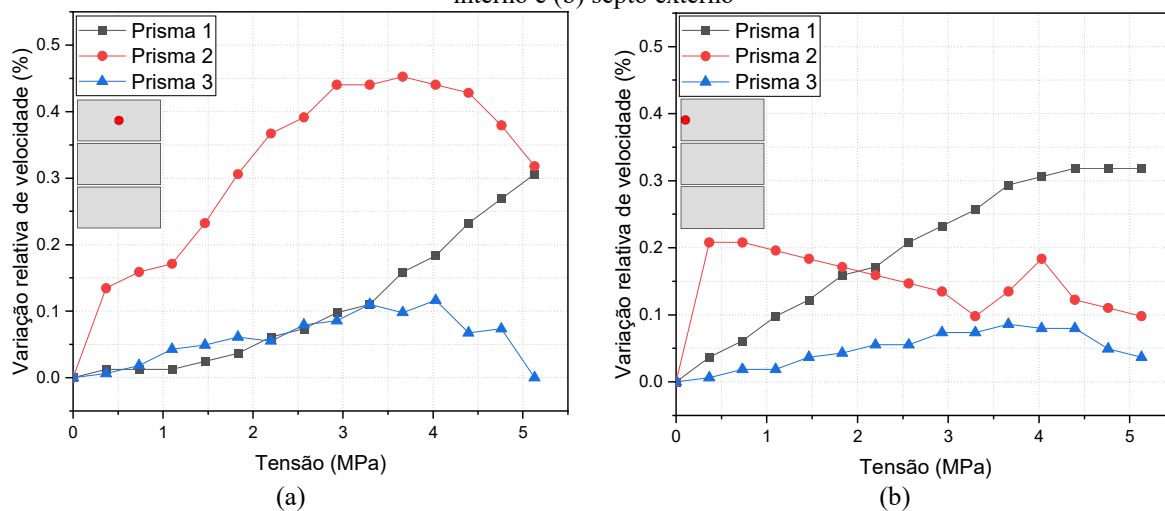 interno e (b) septo externo
Prisma 1
Prisma 2
Prisma 3
0.5
0.4
0.3
0.2
0.1
0.0
Variação relativa de velocidade (%)
0 1 2 3 4 5
Tensão (MPa)
(a)
Prisma 1
Prisma 2
Prisma 3
0.5
0.4
0.3
0.2
0.1
0.0
Variação relativa de velocidade (%)
0 1 2 3 4 5
Tensão (MPa)
(b)